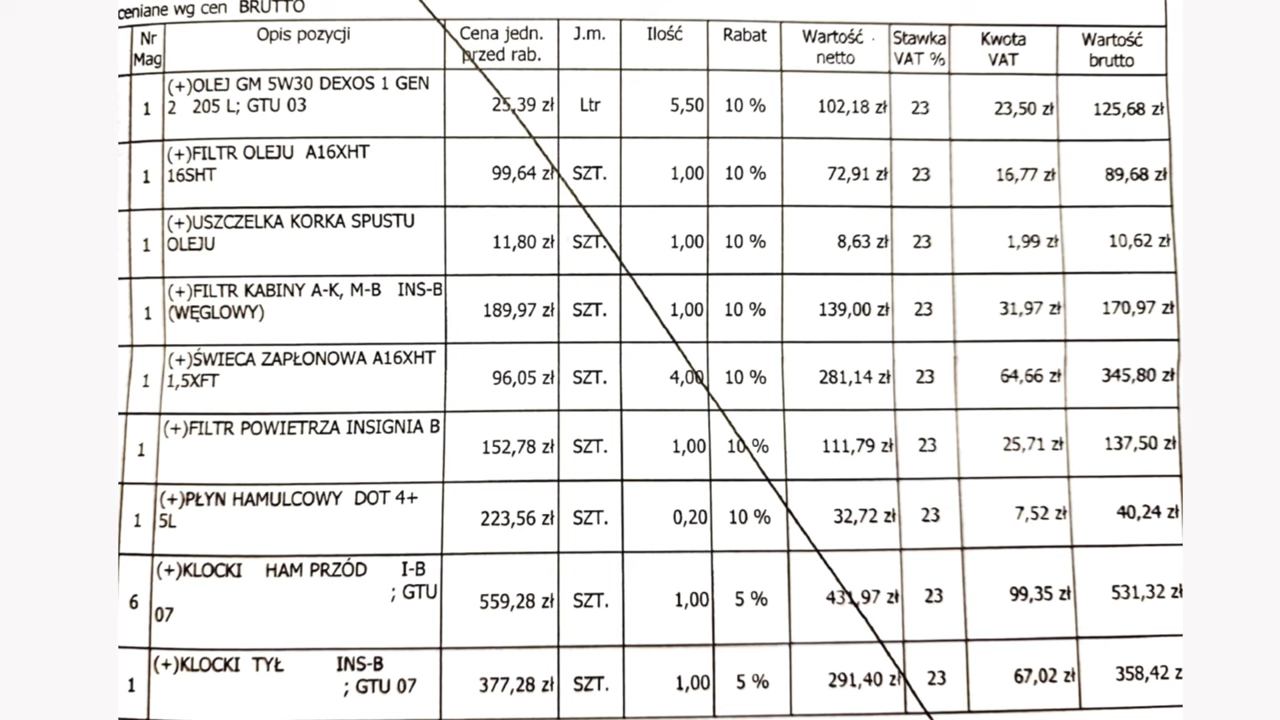 ceniane wg cen BRUTTO
Nr Mag | Opis pozycji | Cena jedn. przed rab. | J.m. | Ilość | Rabat | Wartość netto | Stawka VAT % | Kwota VAT | Wartość brutto
1 | (+)OLEJ GM 5W30 DEXOS 1 GEN 2 205 L; GTU 03 | 25,39 zł | Ltr | 5,50 | 10 % | 102,18 zł | 23 | 23,50 zł | 125,68 zł
1 | (+)FILTR OLEJU A16XHT 16SHT | 99,64 zł | SZT. | 1,00 | 10 % | 72,91 zł | 23 | 16,77 zł | 89,68 zł
1 | (+)USZCZELKA KORKA SPUSTU OLEJU | 11,80 zł | SZT. | 1,00 | 10 % | 8,63 zł | 23 | 1,99 zł | 10,62 zł
1 | (+)FILTR KABINY A-K, M-B INS-B (WĘGLOWY) | 189,97 zł | SZT. | 1,00 | 10 % | 139,00 zł | 23 | 31,97 zł | 170,97 zł
1 | (+)ŚWIECA ZAPŁONOWA A16XHT 1,5XFT | 96,05 zł | SZT. | 4,00 | 10 % | 281,14 zł | 23 | 64,66 zł | 345,80 zł
1 | (+)FILTR POWIETRZA INSIGNIA B | 152,78 zł | SZT. | 1,00 | 10 % | 111,79 zł | 23 | 25,71 zł | 137,50 zł
1 | (+)PŁYN HAMULCOWY DOT 4+ 5L | 223,56 zł | SZT. | 0,20 | 10 % | 32,72 zł | 23 | 7,52 zł | 40,24 zł
6 | (+)KLOCKI HAM PRZÓD I-B ; GTU 07 | 559,28 zł | SZT. | 1,00 | 5 % | 431,97 zł | 23 | 99,35 zł | 531,32 zł
1 | (+)KLOCKI TYŁ INS-B ; GTU 07 | 377,28 zł | SZT. | 1,00 | 5 % | 291,40 zł | 23 | 67,02 zł | 358,42 z